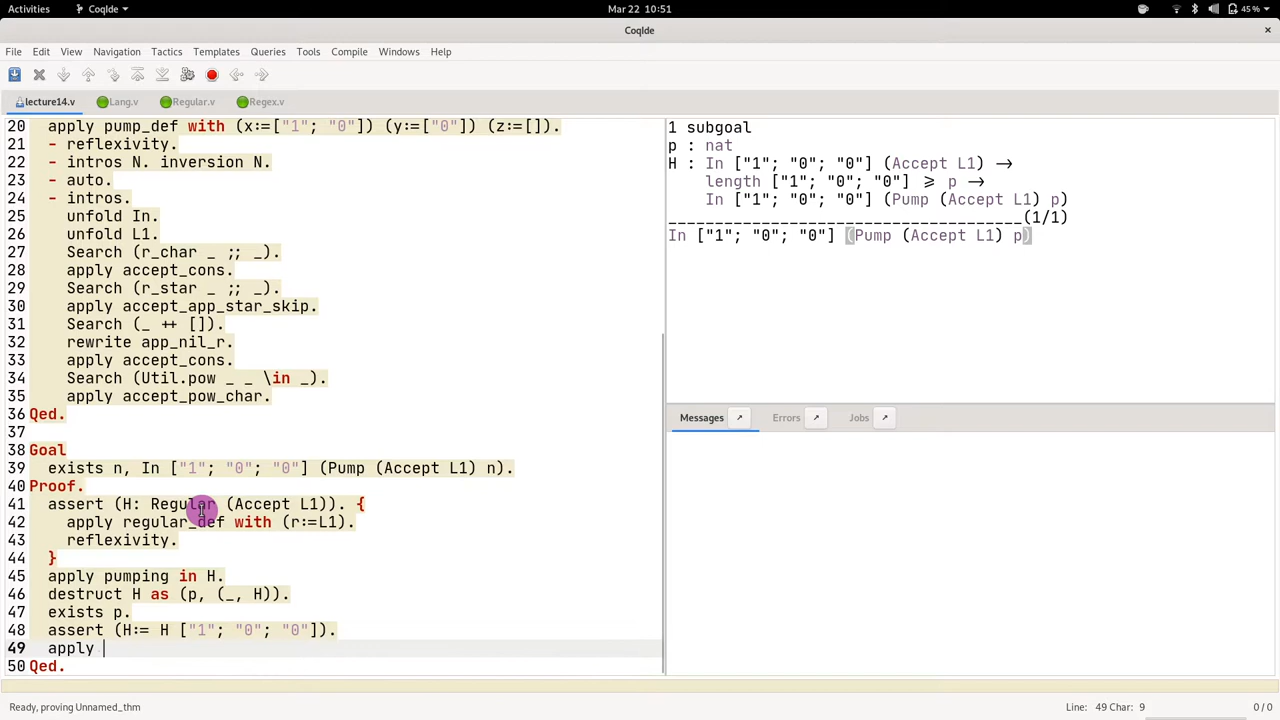 Activities
CoqIde
Mar 22 10:51
45 %
CoqIde
File Edit View Navigation Tactics Templates Queries Tools Compile Windows Help
lecture14.v Lang.v Regular.v Regex.v
20 apply pump_def with (x:=["1"; "0"]) (y:=["0"]) (z:=[]).
21 - reflexivity.
22 - intros N. inversion N.
23 - auto.
24 - intros.
25 unfold In.
26 unfold L1.
27 Search (r_char _ ;; _).
28 apply accept_cons.
29 Search (r_star _ ;; _).
30 apply accept_app_star_skip.
31 Search (_ ++ []).
32 rewrite app_nil_r.
33 apply accept_cons.
34 Search (Util.pow _ _ \in _).
35 apply accept_pow_char.
36 Qed.
37
38 Goal
39 exists n, In ["1"; "0"; "0"] (Pump (Accept L1) n).
40 Proof.
41 assert (H: Regular (Accept L1)). {
42 apply regular_def with (r:=L1).
43 reflexivity.
44 }
45 apply pumping in H.
46 destruct H as (p, (_, H)).
47 exists p.
48 assert (H:= H ["1"; "0"; "0"]).
49 apply
50 Qed.
1 subgoal
p : nat
H : In ["1"; "0"; "0"] (Accept L1) →
length ["1"; "0"; "0"] ⩾ p →
In ["1"; "0"; "0"] (Pump (Accept L1) p)
______________________________________(1/1)
In ["1"; "0"; "0"] (Pump (Accept L1) p)
Messages Errors Jobs
Ready, proving Unnamed_thm
Line: 49 Char: 9
0 / 0